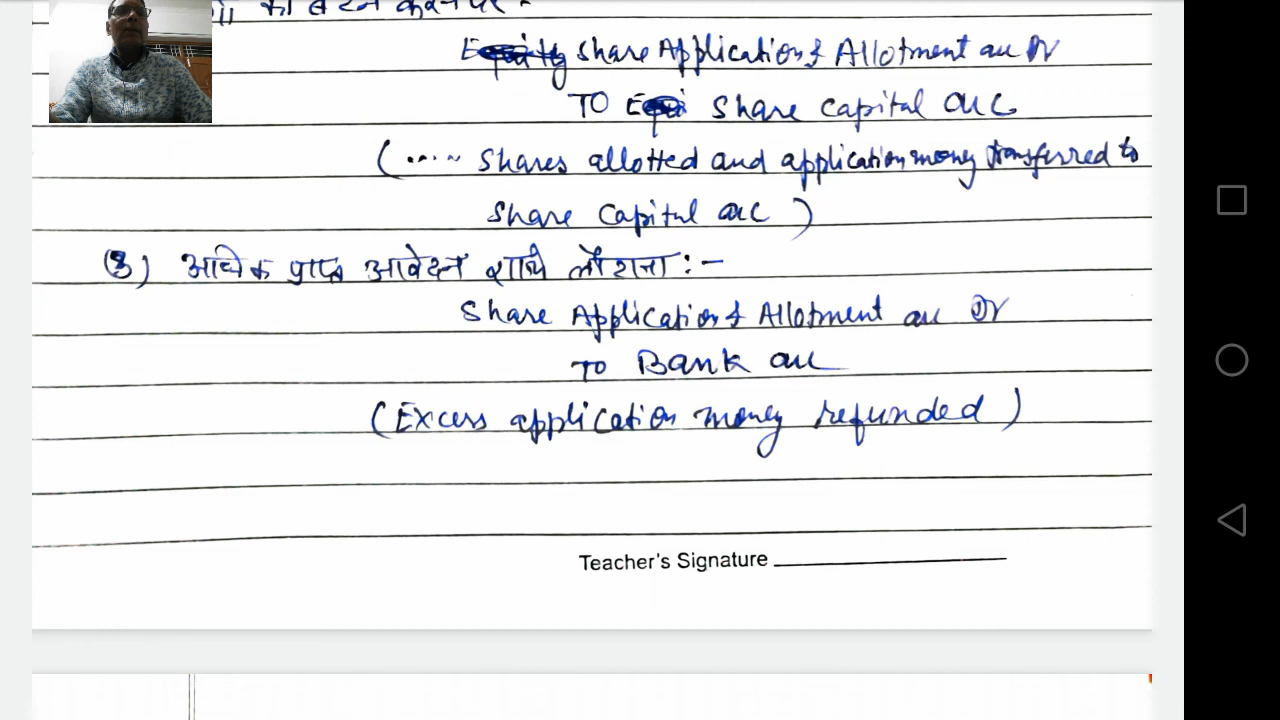 Share Application & Allotment a/c Dr
TO Share capital a/c
(..... Shares allotted and application money transferred to
Share Capital a/c )
(3) अधिक प्राप्त आवेदन राशि लौटाना :-
Share Application & Allotment a/c Dr
TO Bank a/c
(Excess application money refunded )
Teacher's Signature